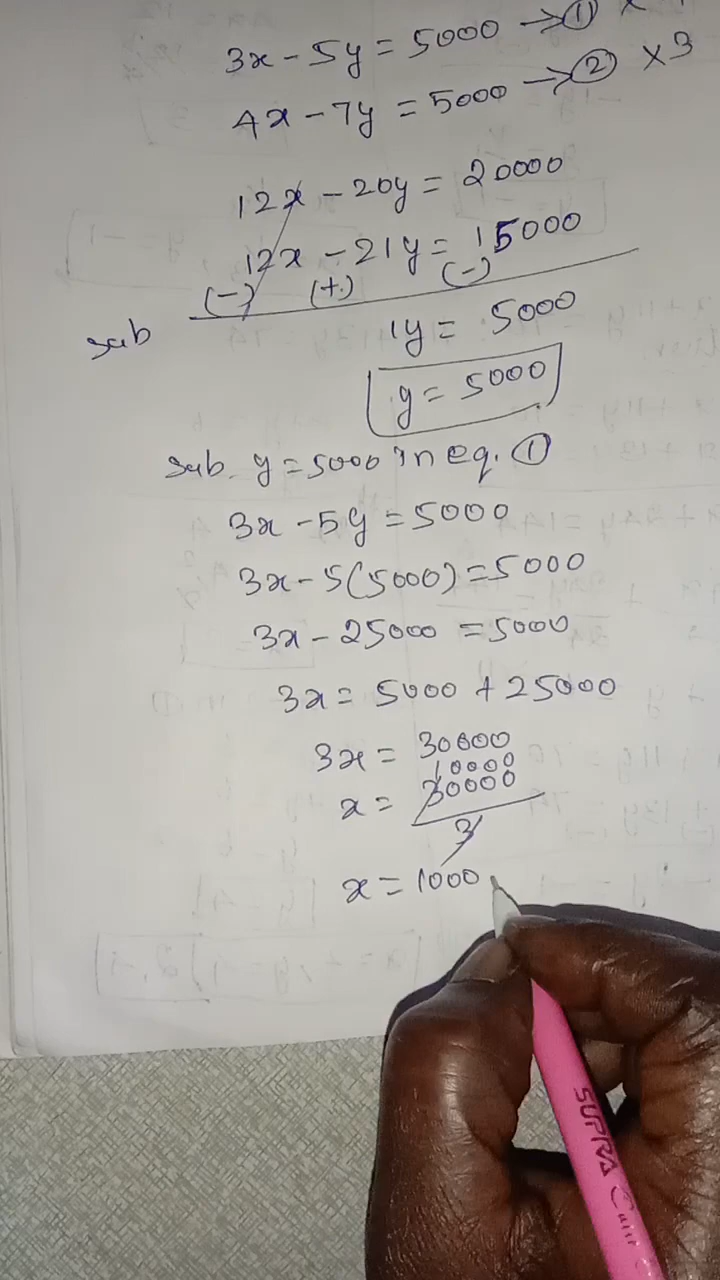 3x - 5y = 5000 → ① ×
4x - 7y = 5000 → ② ×3
12x - 20y = 20000
12x - 21y = 15000
(-) (+) (-)
sub
1y = 5000
y = 5000
sub. y = 5000 in eq. ①
3x - 5y = 5000
3x - 5(5000) = 5000
3x - 25000 = 5000
3x = 5000 + 25000
3x = 30000
10000
x = 30000
3
x = 1000
SUPRA